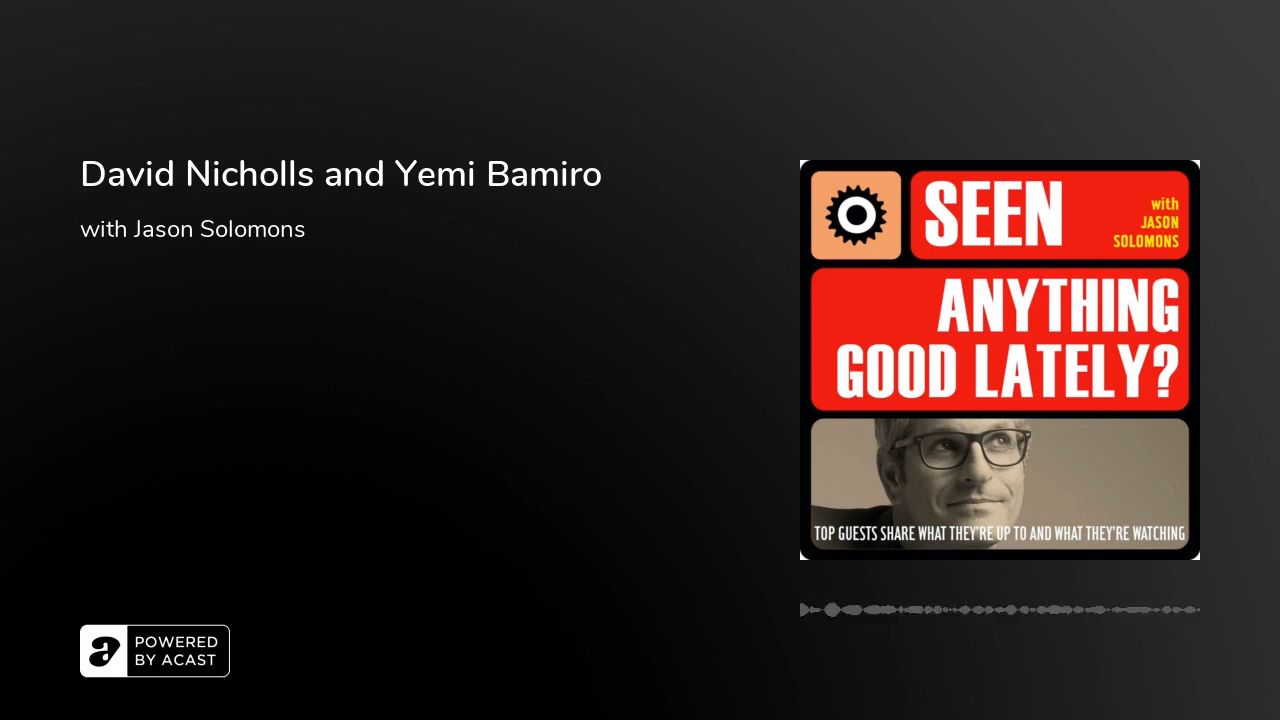 David Nicholls and Yemi Bamiro
with Jason Solomons
SEEN
with
JASON
SOLOMONS
ANYTHING
GOOD LATELY?
TOP GUESTS SHARE WHAT THEY'RE UP TO AND WHAT THEY'RE WATCHING
a POWERED
BY ACAST